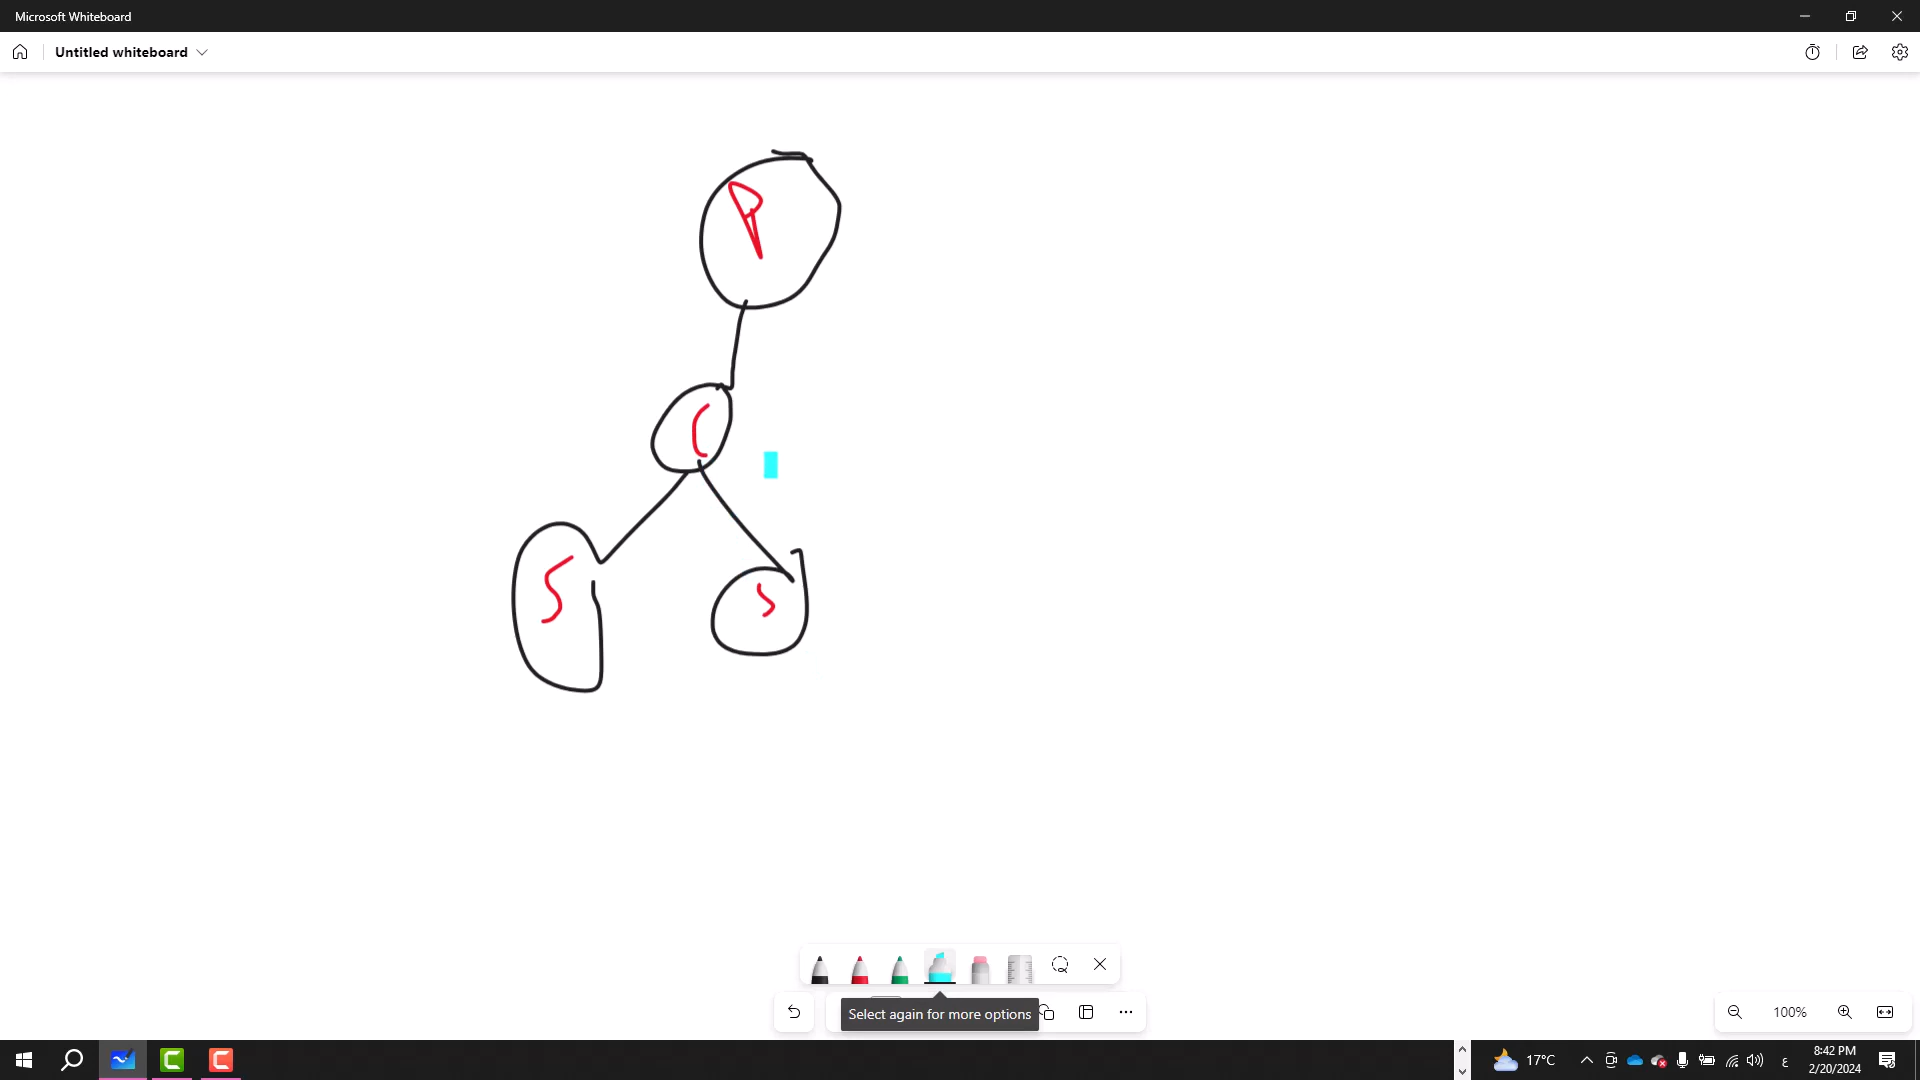 Microsoft Whiteboard
Untitled whiteboard
P
C
S
S
Select again for more options
100%
17°C
ع
8:42 PM
2/20/2024